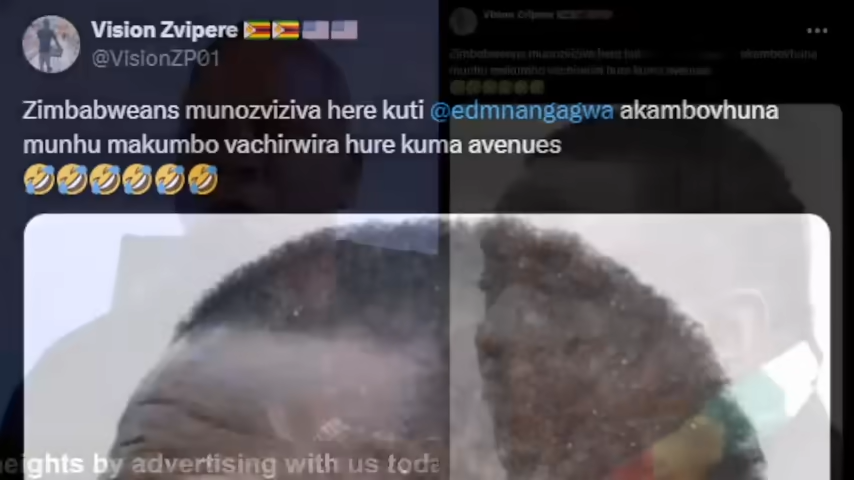 Vision Zvipere 🇿🇼🇿🇼🇺🇸🇺🇸
@VisionZP01
Zimbabweans munozviziva here kuti @edmnangagwa akambovhuna
munhu makumbo vachirwira hure kuma avenues
🤣🤣🤣🤣🤣🤣
eights by advertising with us toda